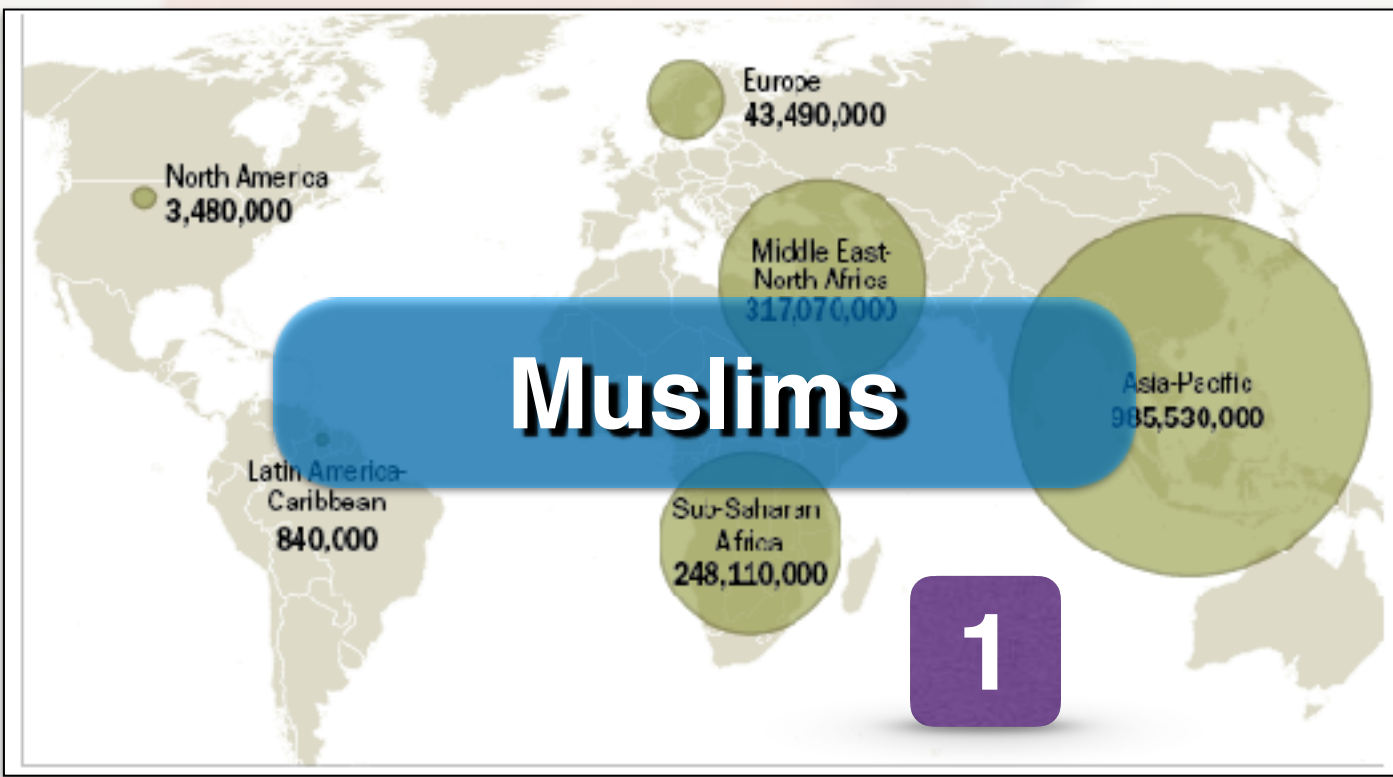 Europe
43,490,000
North America
3,480,000
Middle East-
North Africa
317,070,000
Muslims
Asia-Pacific
985,530,000
Latin America-
Caribbean
840,000
Sub-Saharan
Africa
248,110,000
1